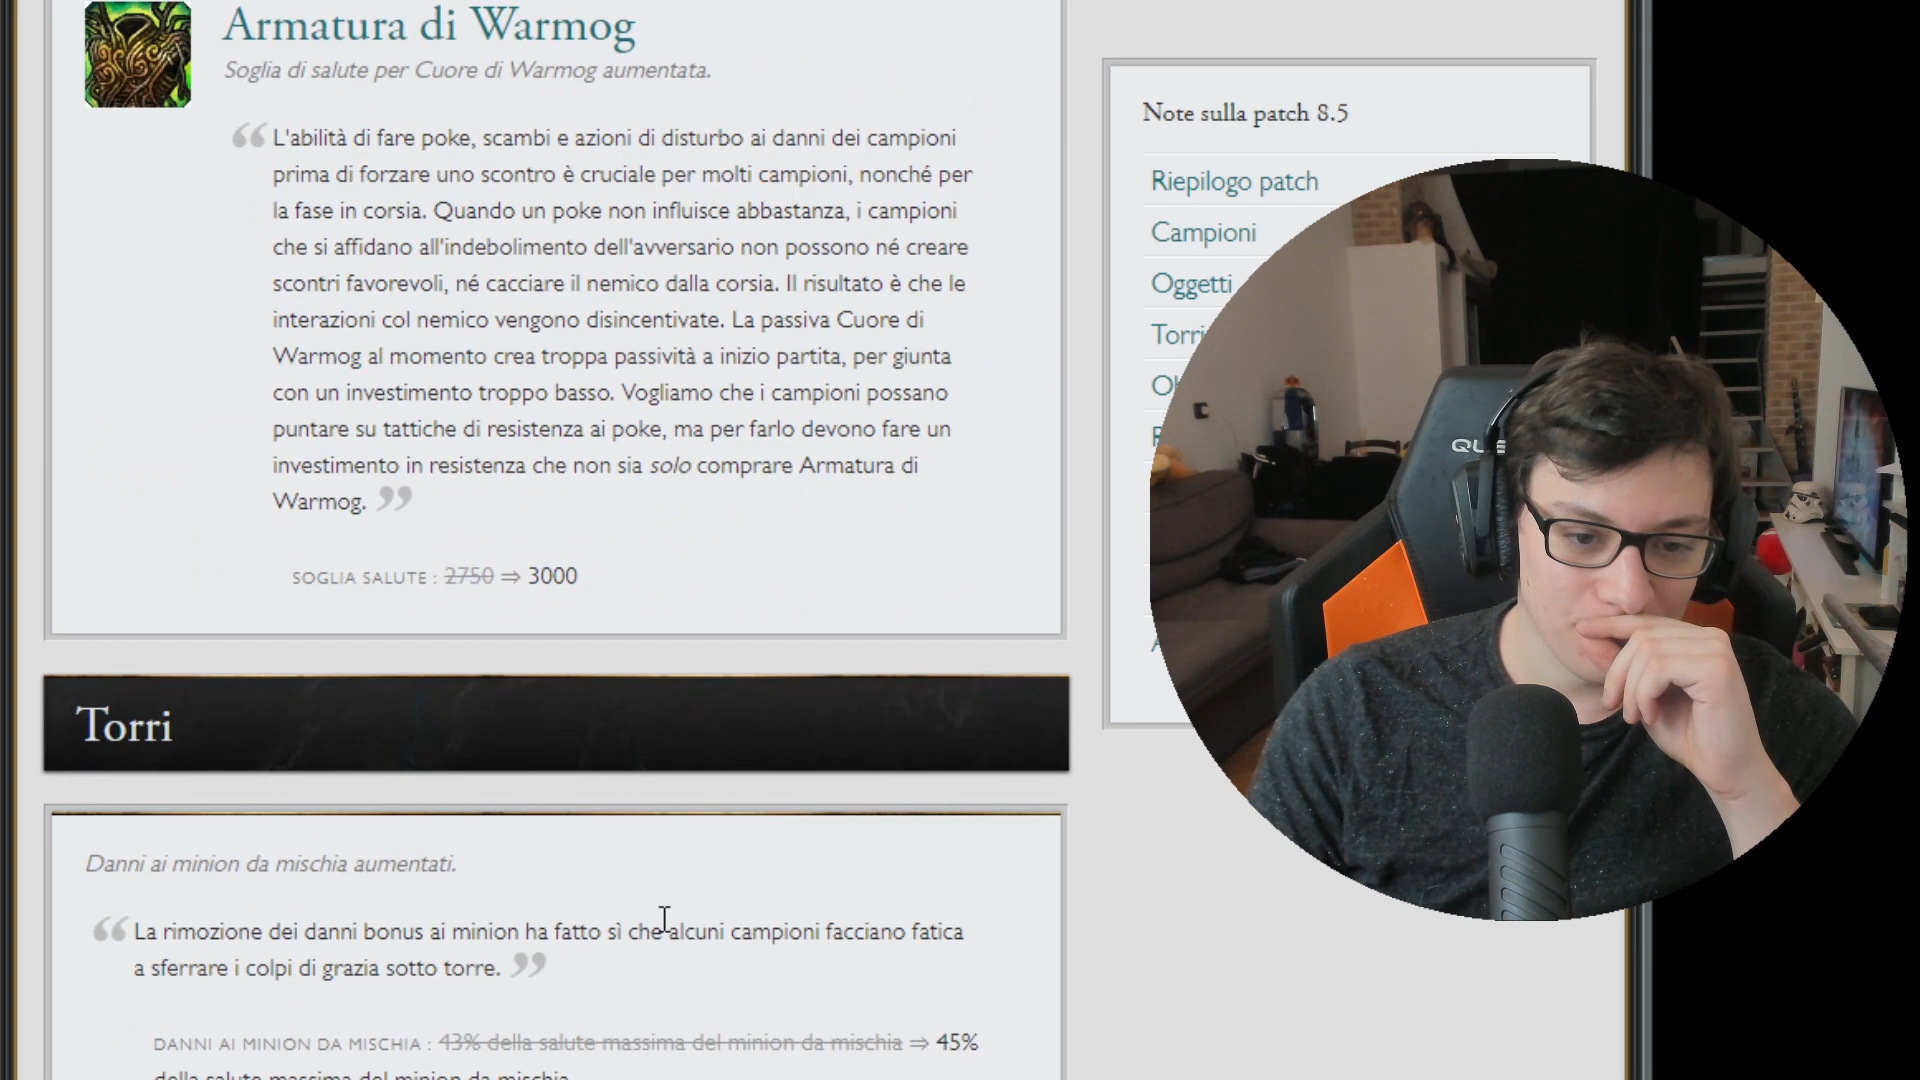 Armatura di Warmog
Soglia di salute per Cuore di Warmog aumentata.
“ L'abilità di fare poke, scambi e azioni di disturbo ai danni dei campioni
prima di forzare uno scontro è cruciale per molti campioni, nonché per
la fase in corsia. Quando un poke non influisce abbastanza, i campioni
che si affidano all'indebolimento dell'avversario non possono né creare
scontri favorevoli, né cacciare il nemico dalla corsia. Il risultato è che le
interazioni col nemico vengono disincentivate. La passiva Cuore di
Warmog al momento crea troppa passività a inizio partita, per giunta
con un investimento troppo basso. Vogliamo che i campioni possano
puntare su tattiche di resistenza ai poke, ma per farlo devono fare un
investimento in resistenza che non sia solo comprare Armatura di
Warmog. ”
SOGLIA SALUTE : 2750 ⇒ 3000
Torri
Danni ai minion da mischia aumentati.
“ La rimozione dei danni bonus ai minion ha fatto sì che alcuni campioni facciano fatica
a sferrare i colpi di grazia sotto torre. ”
DANNI AI MINION DA MISCHIA : 43% della salute massima del minion da mischia ⇒ 45%
della salute massima del minion da mischia
Note sulla patch 8.5
Riepilogo patch
Campioni
Oggetti
Torri